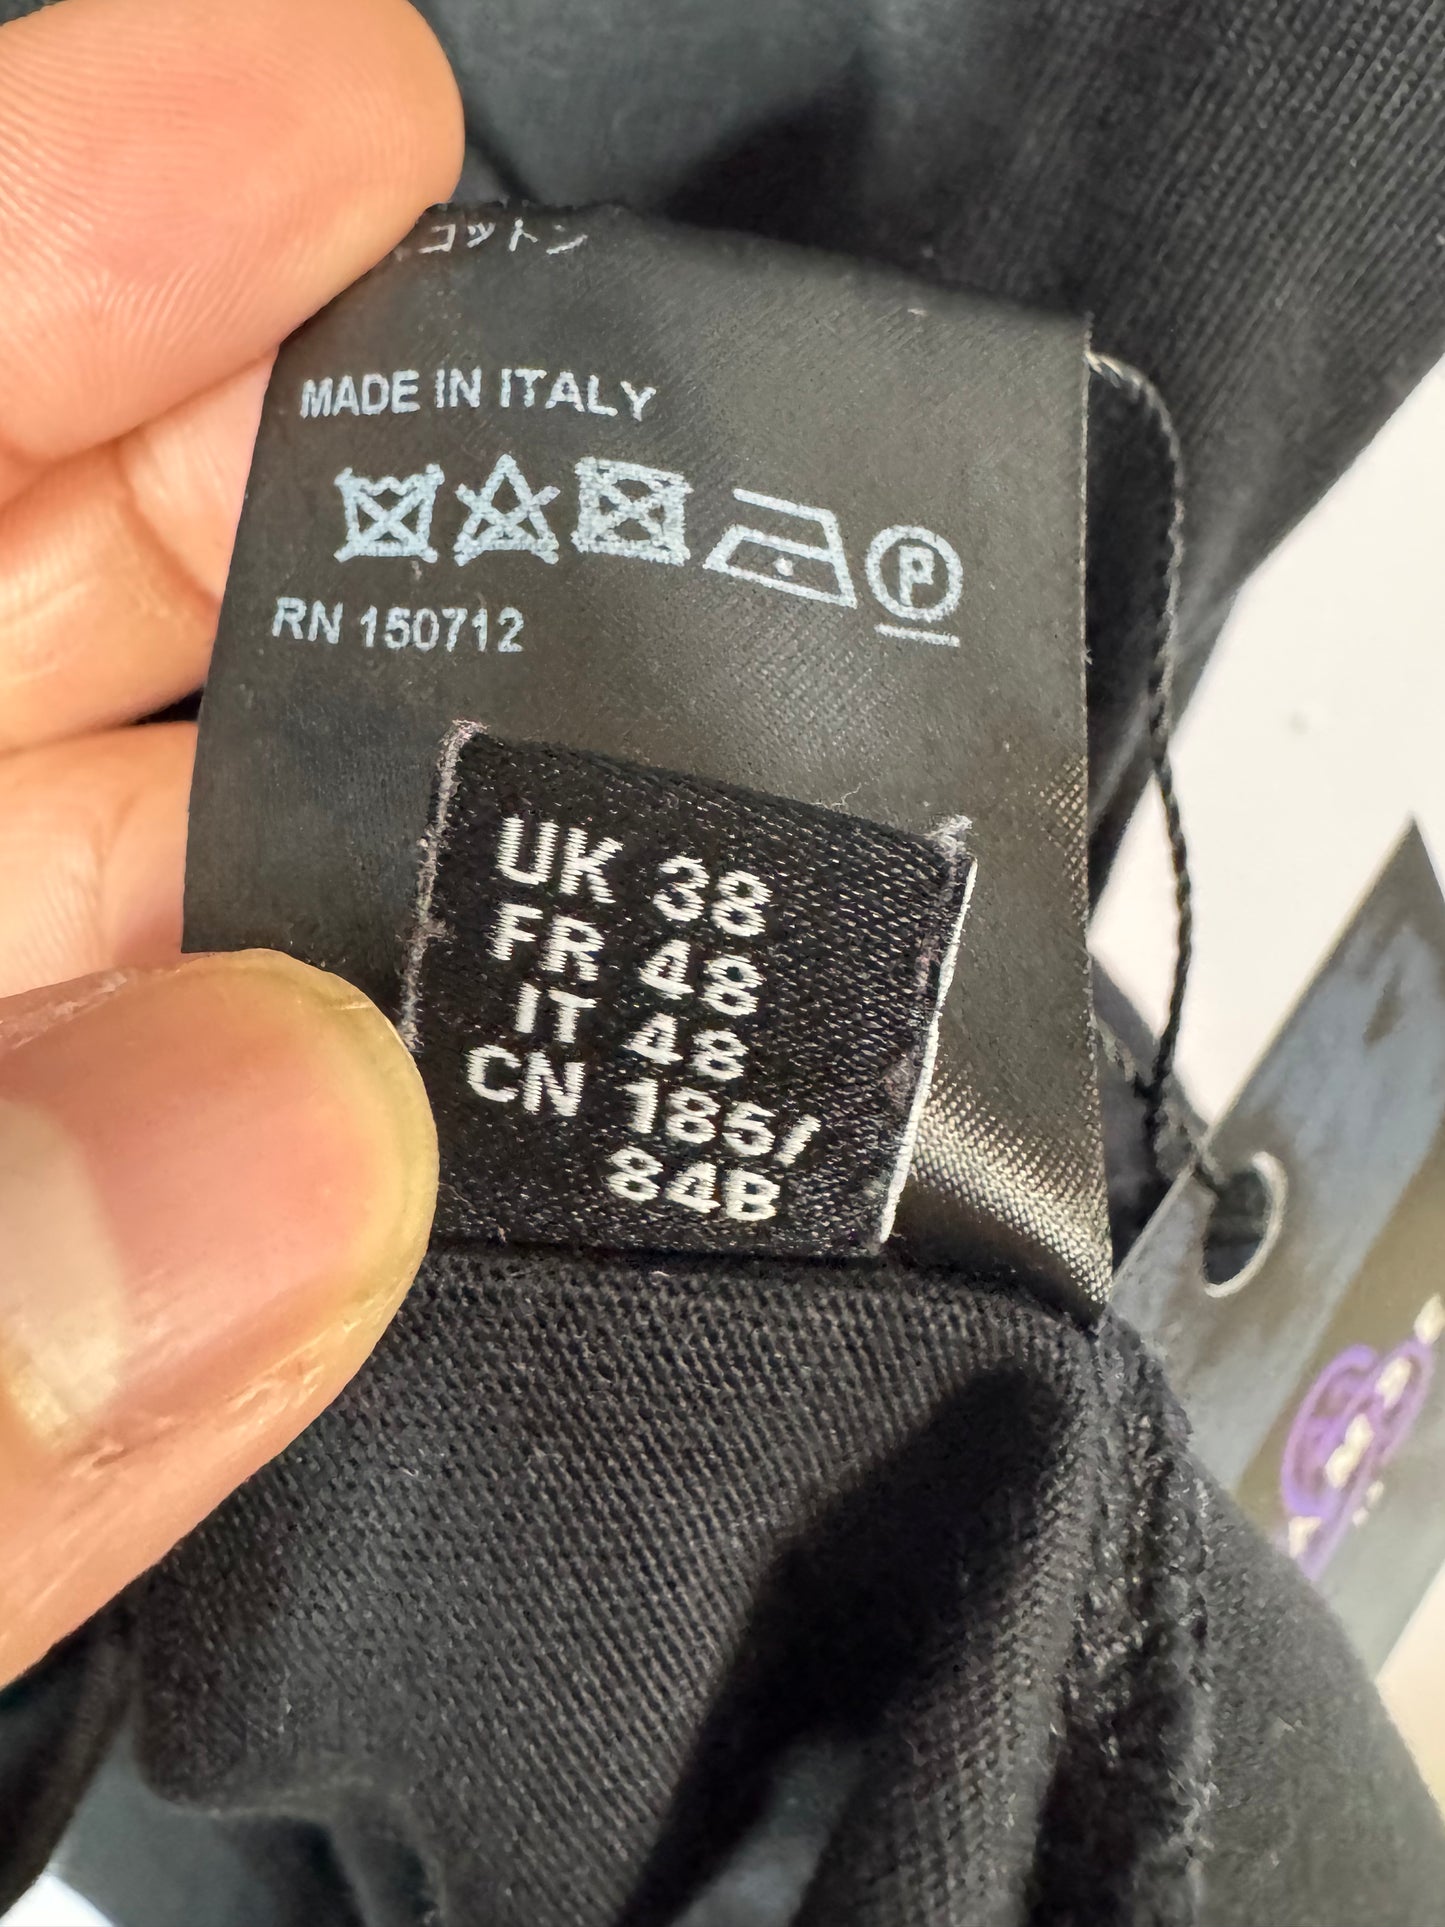 コットン
MADE IN ITALY
P
RN 150712
UK 38
FR 48
IT 48
CN 185/
84B